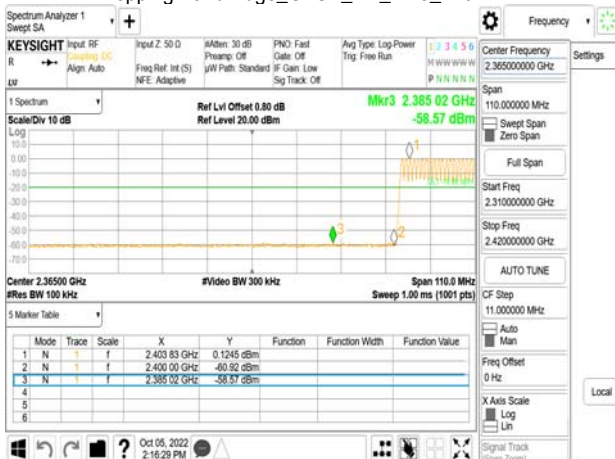 Spectrum Analyzer 1
Swept SA
Frequency
KEYSIGHT
Input: RF
Coupling: DC
Align: Auto
Input Z: 50 Ω
Freq Ref: Int (S)
NFE: Adaptive
#Atten: 30 dB
Preamp: Off
µW Path: Standard
PNO: Fast
Gate: Off
IF Gain: Low
Sig Track: Off
Avg Type: Log-Power
Trig: Free Run
1 2 3 4 5 6
M W W W W W
P N N N N N
R
1 Spectrum
Scale/Div 10 dB
Ref Lvl Offset 0.80 dB
Ref Level 20.00 dBm
Mkr3 2.385 02 GHz
-58.57 dBm
Log
10.0
0.00
-10.0
-20.0
-30.0
-40.0
-50.0
-60.0
-70.0
1
2
3
Center 2.36500 GHz
#Res BW 100 kHz
#Video BW 300 kHz
Span 110.0 MHz
Sweep 1.00 ms (1001 pts)
5 Marker Table
Mode Trace Scale X Y Function Function Width Function Value
1 N 1 f 2.403 83 GHz 0.1245 dBm
2 N 1 f 2.400 00 GHz -60.92 dBm
3 N 1 f 2.385 02 GHz -58.57 dBm
4
5
6
Oct 05, 2022
2:16:29 PM
Center Frequency
2.365000000 GHz
Settings
Span
110.000000 MHz
Swept Span
Zero Span
Full Span
Start Freq
2.310000000 GHz
Stop Freq
2.420000000 GHz
AUTO TUNE
CF Step
11.000000 MHz
Auto
Man
Freq Offset
0 Hz
Local
X Axis Scale
Log
Lin
Signal Track